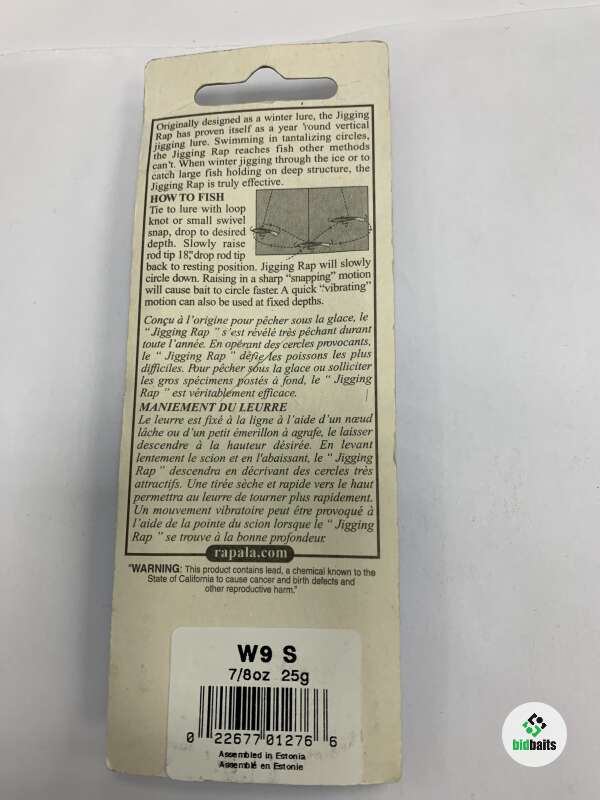 Originally designed as a winter lure, the Jigging
Rap has proven itself as a year 'round vertical
jigging lure. Swimming in tantalizing circles,
the Jigging Rap reaches fish other methods
can't. When winter jigging through the ice or to
catch large fish holding on deep structure, the
Jigging Rap is truly effective.
HOW TO FISH
Tie to lure with loop
knot or small swivel
snap, drop to desired
depth. Slowly raise
rod tip 18", drop rod tip
back to resting position. Jigging Rap will slowly
circle down. Raising in a sharp "snapping" motion
will cause bait to circle faster. A quick "vibrating"
motion can also be used at fixed depths.
Conçu à l'origine pour pêcher sous la glace, le
" Jigging Rap " s'est révélé très pêchant durant
toute l'année. En opérant des cercles provocants,
le " Jigging Rap " défie les poissons les plus
difficiles. Pour pêcher sous la glace ou solliciter
les gros spécimens postés à fond, le " Jigging
Rap " est véritablement efficace.
MANIEMENT DU LEURRE
Le leurre est fixé à la ligne à l'aide d'un nœud
lâche ou d'un petit émerillon à agrafe, le laisser
descendre à la hauteur désirée. En levant
lentement le scion et en l'abaissant, le " Jigging
Rap " descendra en décrivant des cercles très
attractifs. Une tirée sèche et rapide vers le haut
permettra au leurre de tourner plus rapidement.
Un mouvement vibratoire peut être provoqué à
l'aide de la pointe du scion lorsque le " Jigging
Rap " se trouve à la bonne profondeur.
rapala.com
"WARNING: This product contains lead, a chemical known to the
State of California to cause cancer and birth defects and
other reproductive harm."
W9 S
7/8oz 25g
0 22677 01276 6
Assembled in Estonia
Assemblé en Estonie
bidbaits